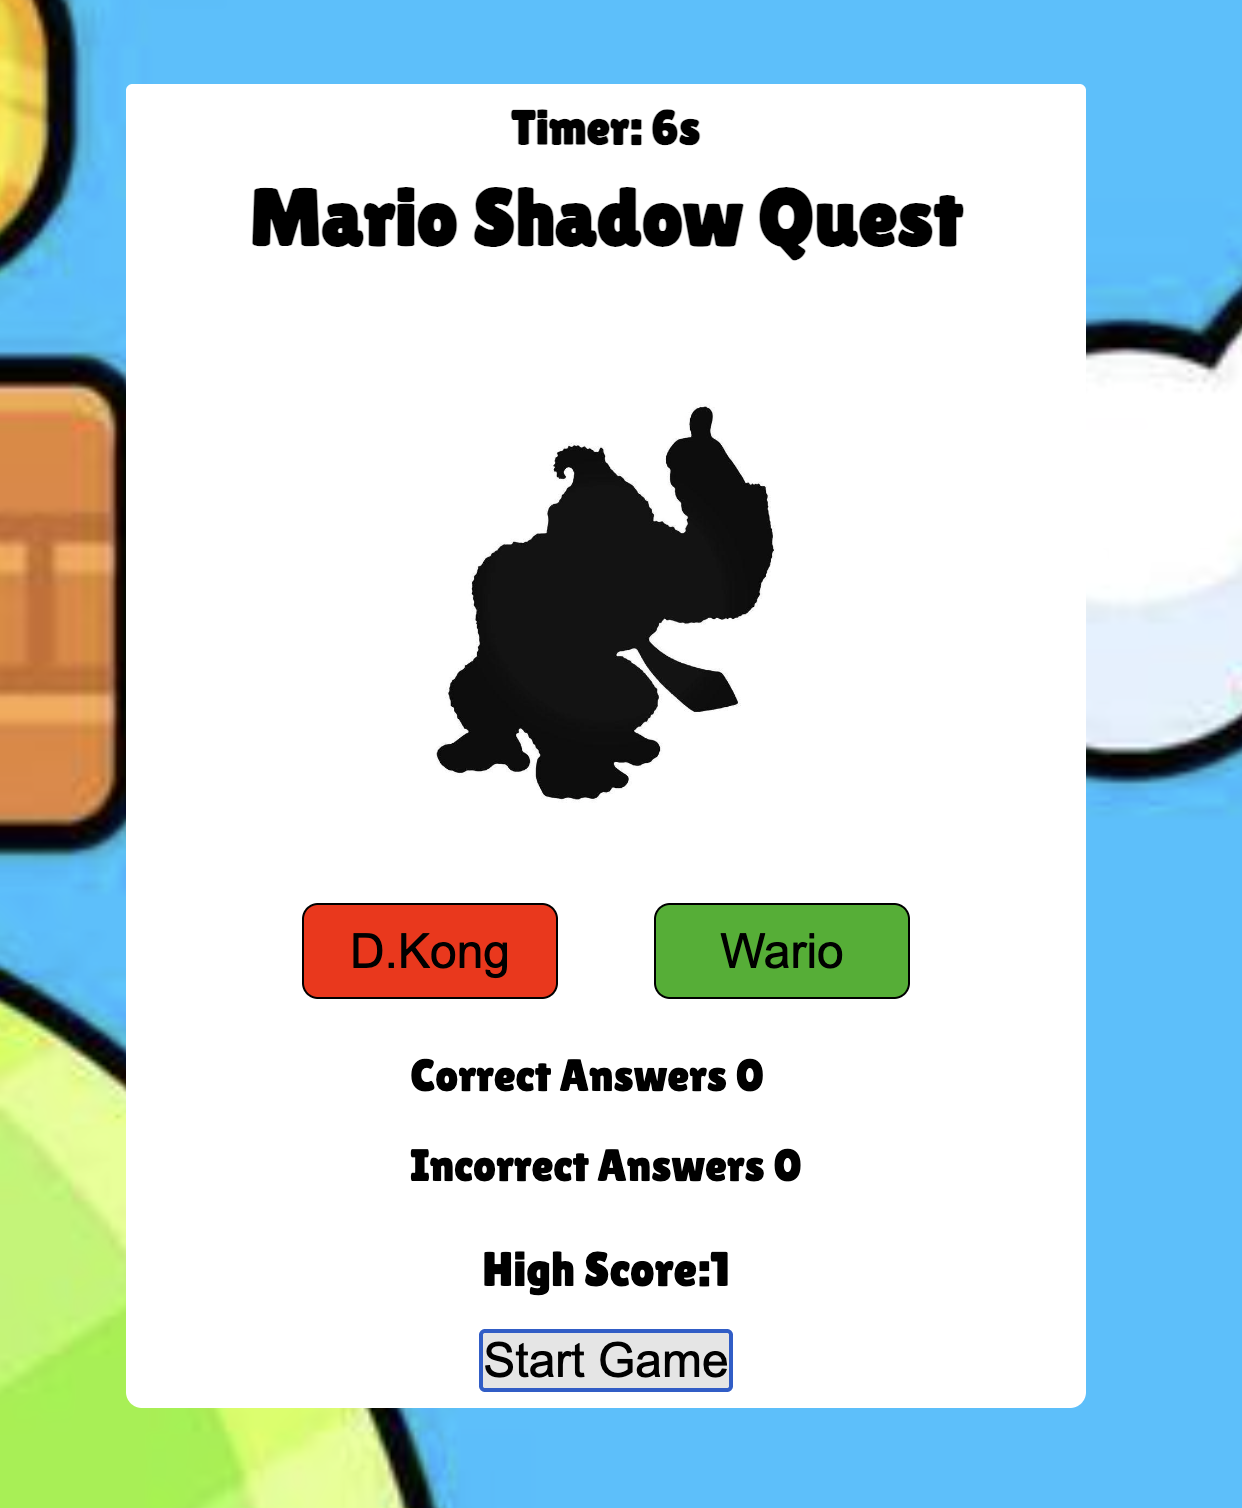 Timer: 6s
Mario Shadow Quest
D.Kong
Wario
Correct Answers 0
Incorrect Answers 0
High Score:1
Start Game